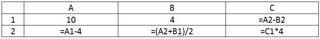 A B C
1 10 4 =A2-B2
2 =A1-4 =(A2+B1)/2 =C1*4